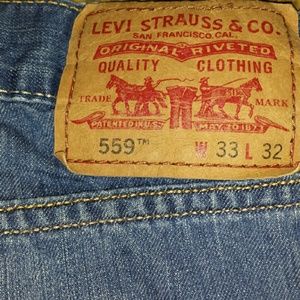 LEVI STRAUSS & CO.
SAN FRANCISCO, CAL.
ORIGINAL RIVETED
QUALITY CLOTHING
TRADE MARK
PATENTED IN U.S. MAY 20 1873
559™ W 33 L 32